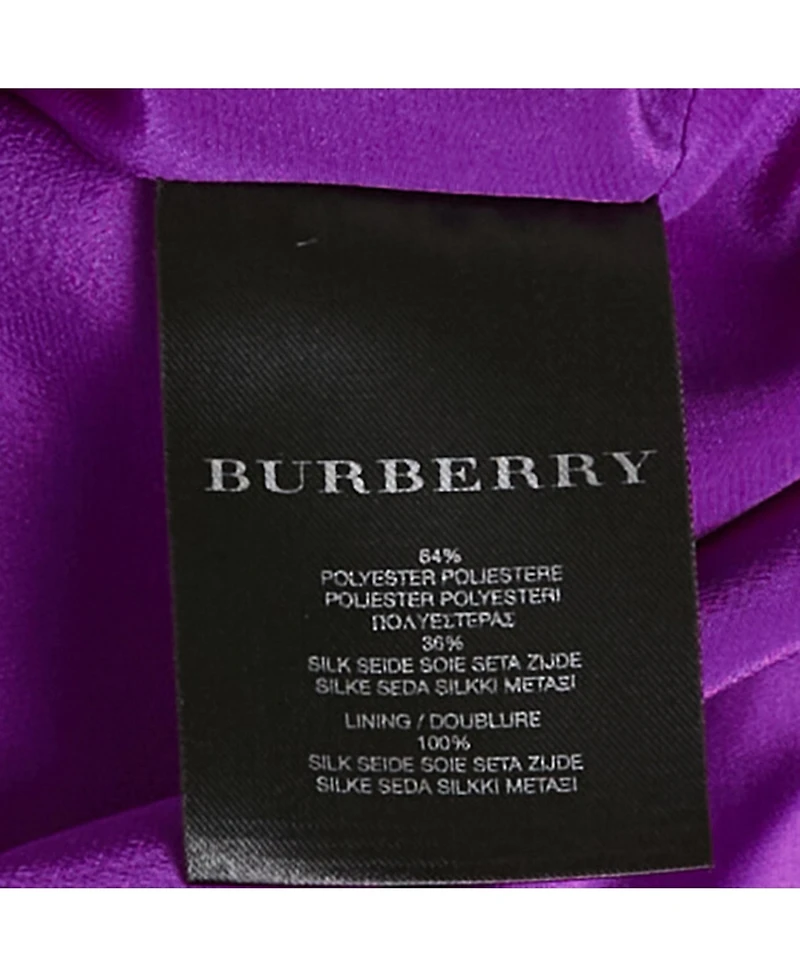 BURBERRY
64%
POLYESTER POLIESTERE
POLIESTER POLYESTERI
ΠΟΛΥΕΣΤΕΡΑΣ
36%
SILK SEIDE SOIE SETA ZIJDE
SILKE SEDA SILKKI ΜΕΤΑΞΙ
LINING / DOUBLURE
100%
SILK SEIDE SOIE SETA ZIJDE
SILKE SEDA SILKKI ΜΕΤΑΞΙ